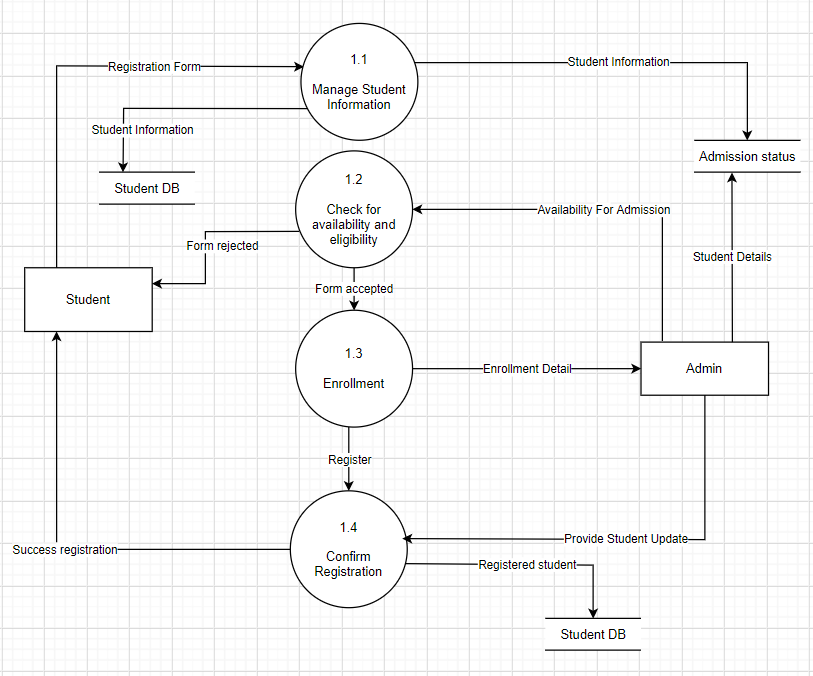 1.1
Manage Student
Information
Registration Form
Student Information
Student Information
Student DB
Admission status
1.2
Check for
availability and
eligibility
Availability For Admission
Form rejected
Student Details
Form accepted
Student
1.3
Enrollment
Enrollment Detail
Admin
Register
1.4
Confirm
Registration
Success registration
Provide Student Update
Registered student
Student DB